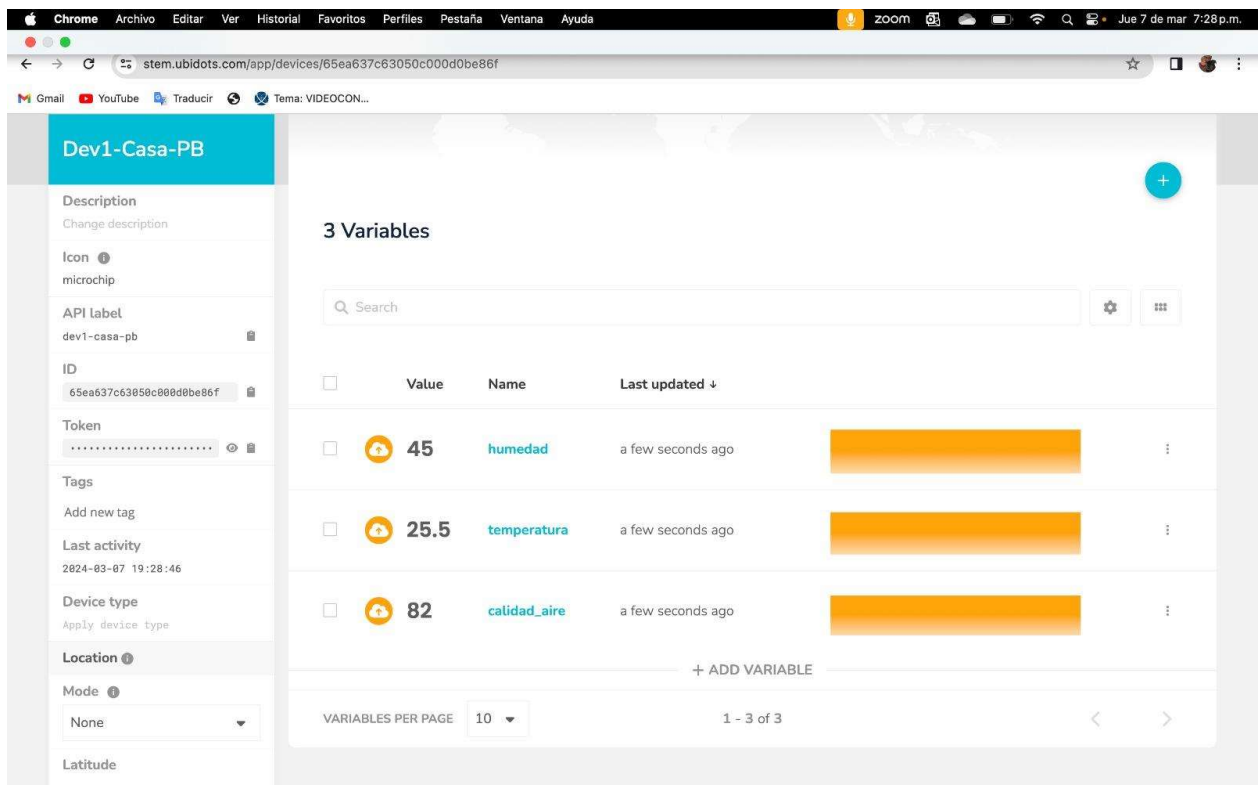 Chrome Archivo Editar Ver Historial Favoritos Perfiles Pestaña Ventana Ayuda zoom Jue 7 de mar 7:28 p.m.
stem.ubidots.com/app/devices/65ea637c63050c000d0be86f
Gmail YouTube Traducir Tema: VIDEOCON...
Dev1-Casa-PB
Description
Change description
Icon
microchip
API label
dev1-casa-pb
ID
65ea637c63050c000d0be86f
Token
Tags
Add new tag
Last activity
2024-03-07 19:28:46
Device type
Apply device type
Location
Mode
None
Latitude
3 Variables
Search
Value Name Last updated ↓
45 humedad a few seconds ago
25.5 temperatura a few seconds ago
82 calidad_aire a few seconds ago
+ ADD VARIABLE
VARIABLES PER PAGE 10 1 - 3 of 3